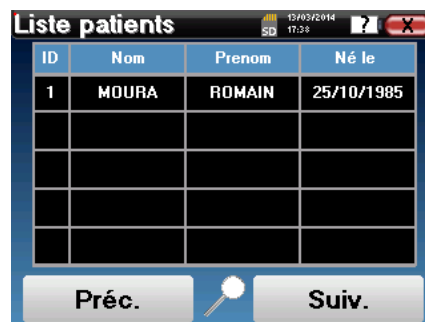 Liste patients SD 13/03/2014 17:38 ? X
ID Nom Prenom Né le
1 MOURA ROMAIN 25/10/1985
Préc. Suiv.